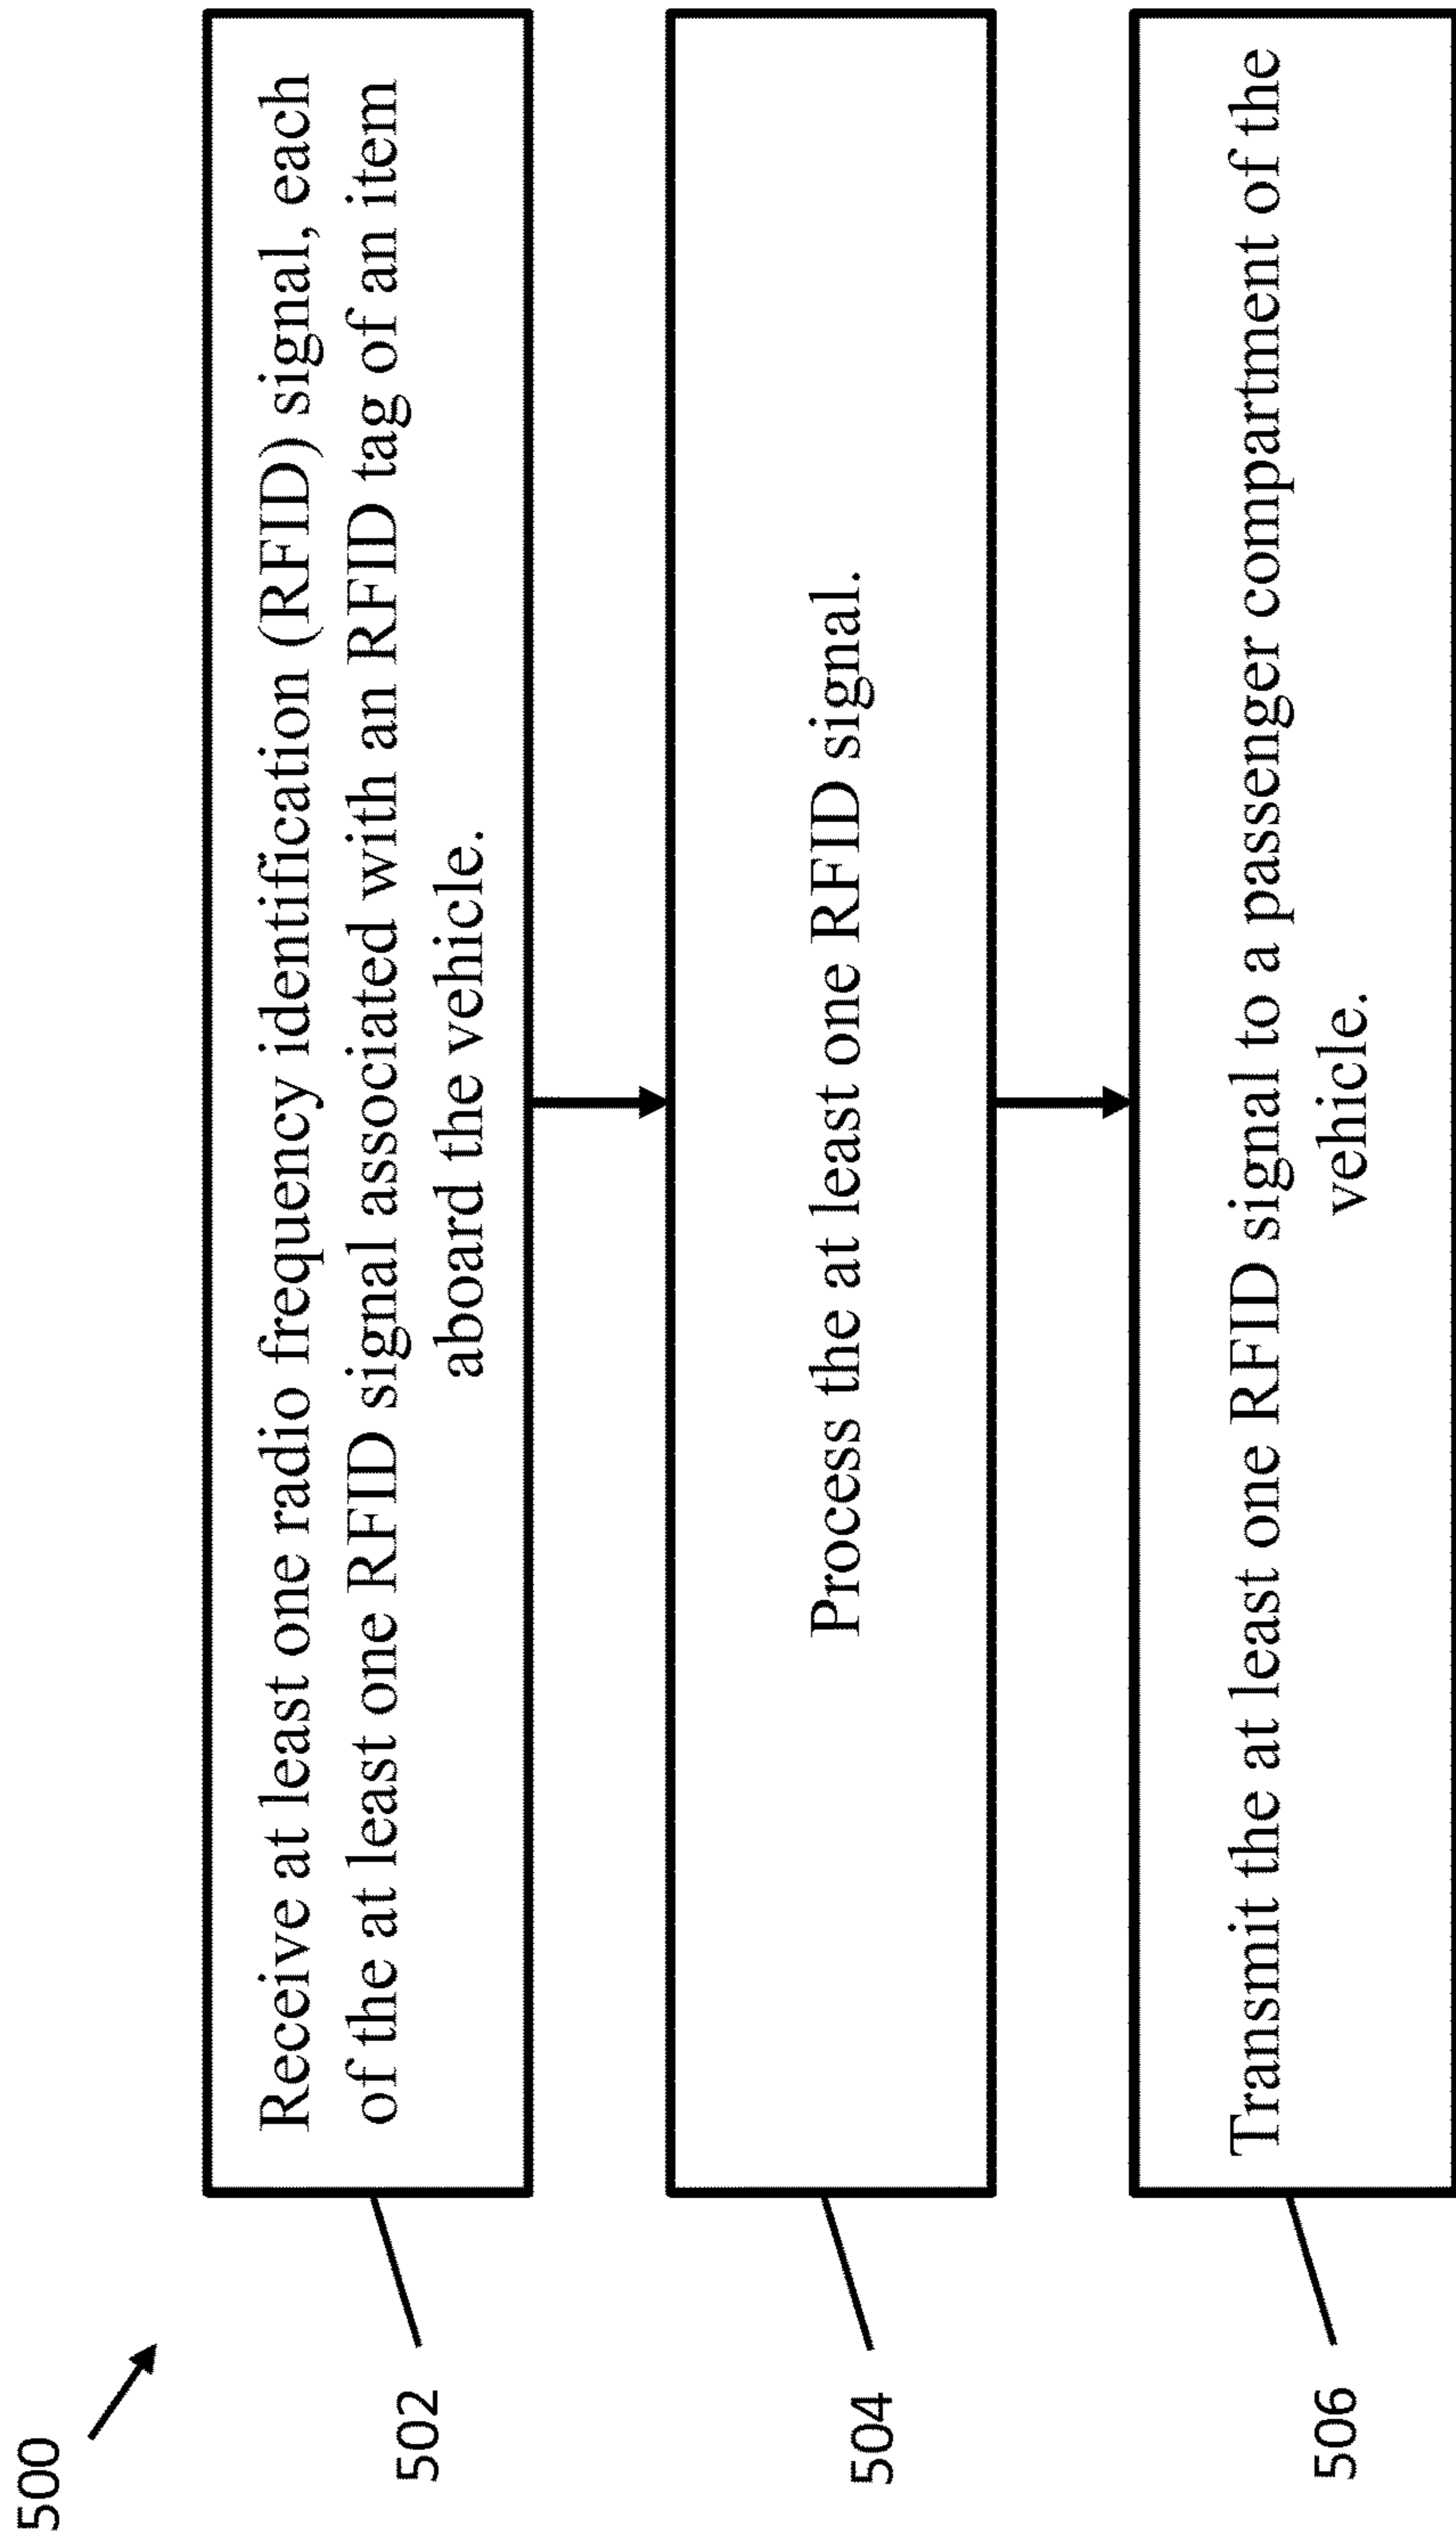 500
502
Receive at least one radio frequency identification (RFID) signal, each
of the at least one RFID signal associated with an RFID tag of an item
aboard the vehicle.
504
Process the at least one RFID signal.
506
Transmit the at least one RFID signal to a passenger compartment of the
vehicle.